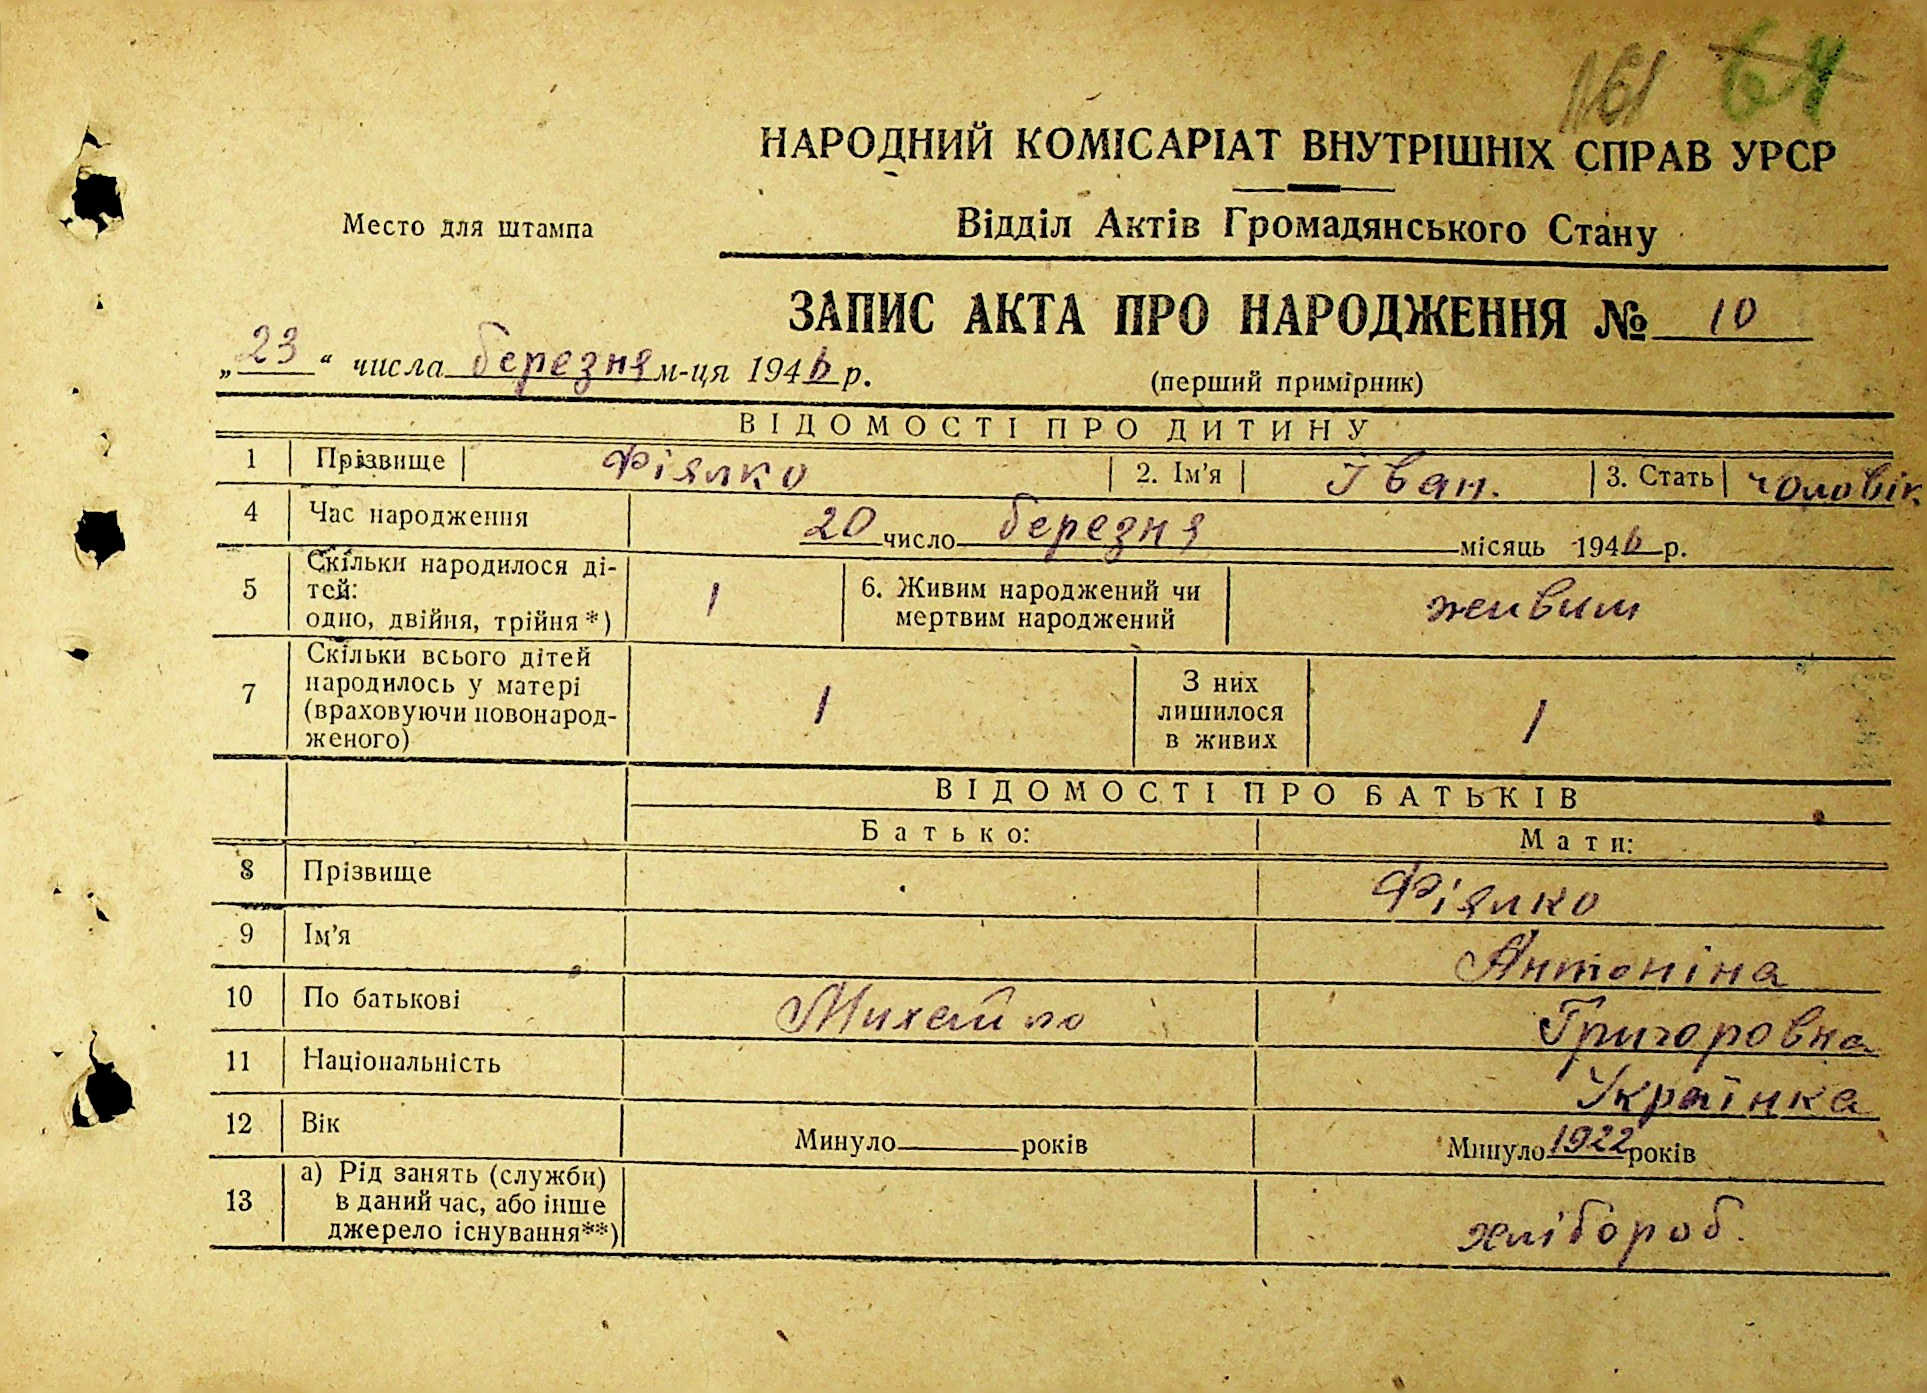 161 64
НАРОДНИЙ КОМІСАРІАТ ВНУТРІШНІХ СПРАВ УРСР
Место для штампа
Відділ Актів Громадянського Стану
ЗАПИС АКТА ПРО НАРОДЖЕННЯ № 10
„23“ числа березня м-ця 1946 р.
(перший примірник)
ВІДОМОСТІ ПРО ДИТИНУ
1 Прізвище Фіялко 2. Ім'я Іван. 3. Стать чоловік
4 Час народження 20 число березня місяць 1946 р.
5 Скільки народилося ді-
тей:
одно, двійня, трійня *) 1
6. Живим народжений чи
мертвим народжений живим
7 Скільки всього дітей
народилось у матері
(враховуючи новонарод-
женого) 1
З них
лишилося
в живих 1
ВІДОМОСТІ ПРО БАТЬКІВ
Батько: Мати:
8 Прізвище Фіялко
9 Ім'я Антоніна
10 По батькові Михайло Григоровна
11 Національність Українка
12 Вік Минуло років Минуло 1922 років
13 а) Рід занять (служби)
в даний час, або інше
джерело існування**) хлібороб.